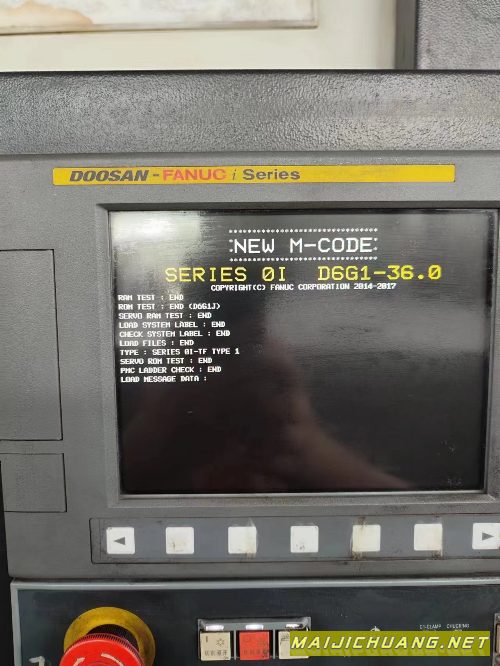 DOOSAN - FANUC i Series
NEW M-CODE
SERIES 0I D6G1-36.0
COPYRIGHT(C) FANUC CORPORATION 2014-2017
RAM TEST : END
ROM TEST : END (D6G1J)
SERVO RAM TEST : END
LOAD SYSTEM LABEL : END
CHECK SYSTEM LABEL : END
LOAD FILES : END
TYPE : SERIES 0I-TF TYPE 1
SERVO ROM TEST : END
PMC LADDER CHECK : END
LOAD MESSAGE DATA :
CHUCKING
MAIJICHUANG.NET